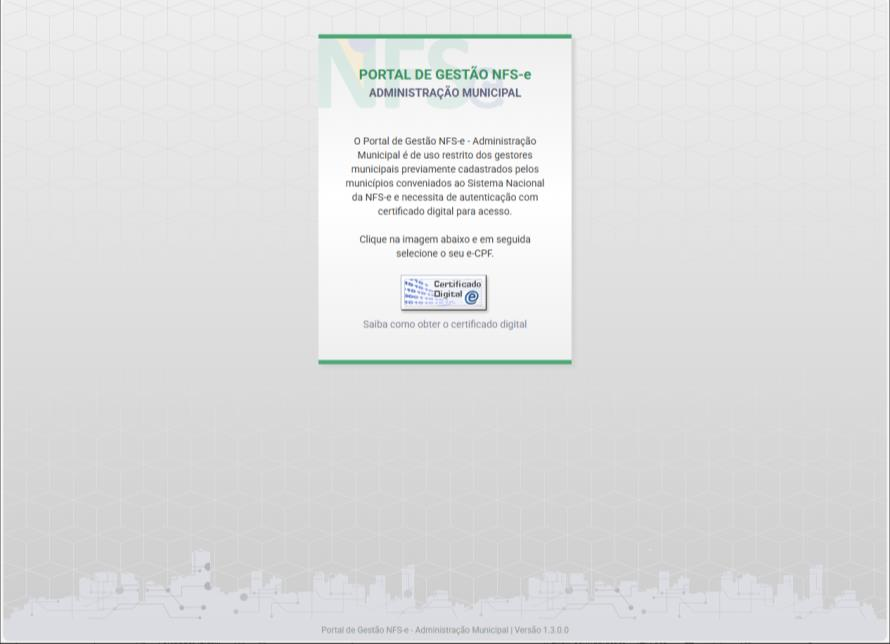 NFSe
PORTAL DE GESTÃO NFS-e
ADMINISTRAÇÃO MUNICIPAL
O Portal de Gestão NFS-e - Administração
Municipal é de uso restrito dos gestores
municipais previamente cadastrados pelos
municípios conveniados ao Sistema Nacional
da NFS-e e necessita de autenticação com
certificado digital para acesso.
Clique na imagem abaixo e em seguida
selecione o seu e-CPF.
Certificado
Digital e
Saiba como obter o certificado digital
Portal de Gestão NFS-e - Administração Municipal | Versão 1.3.0.0